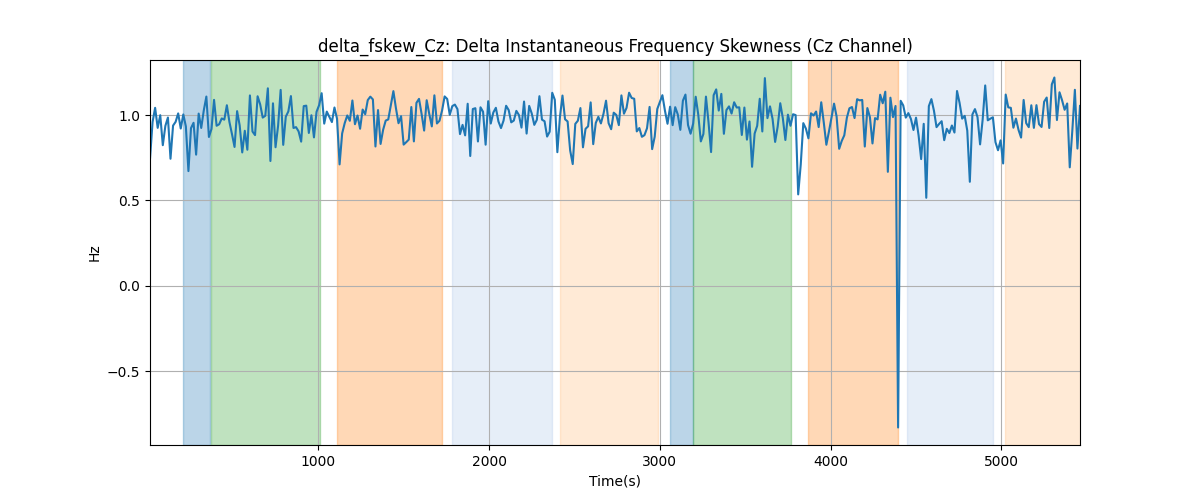 delta_fskew_Cz: Delta Instantaneous Frequency Skewness (Cz Channel)
1.0
0.5
0.0
−0.5
Hz
1000 2000 3000 4000 5000
Time(s)